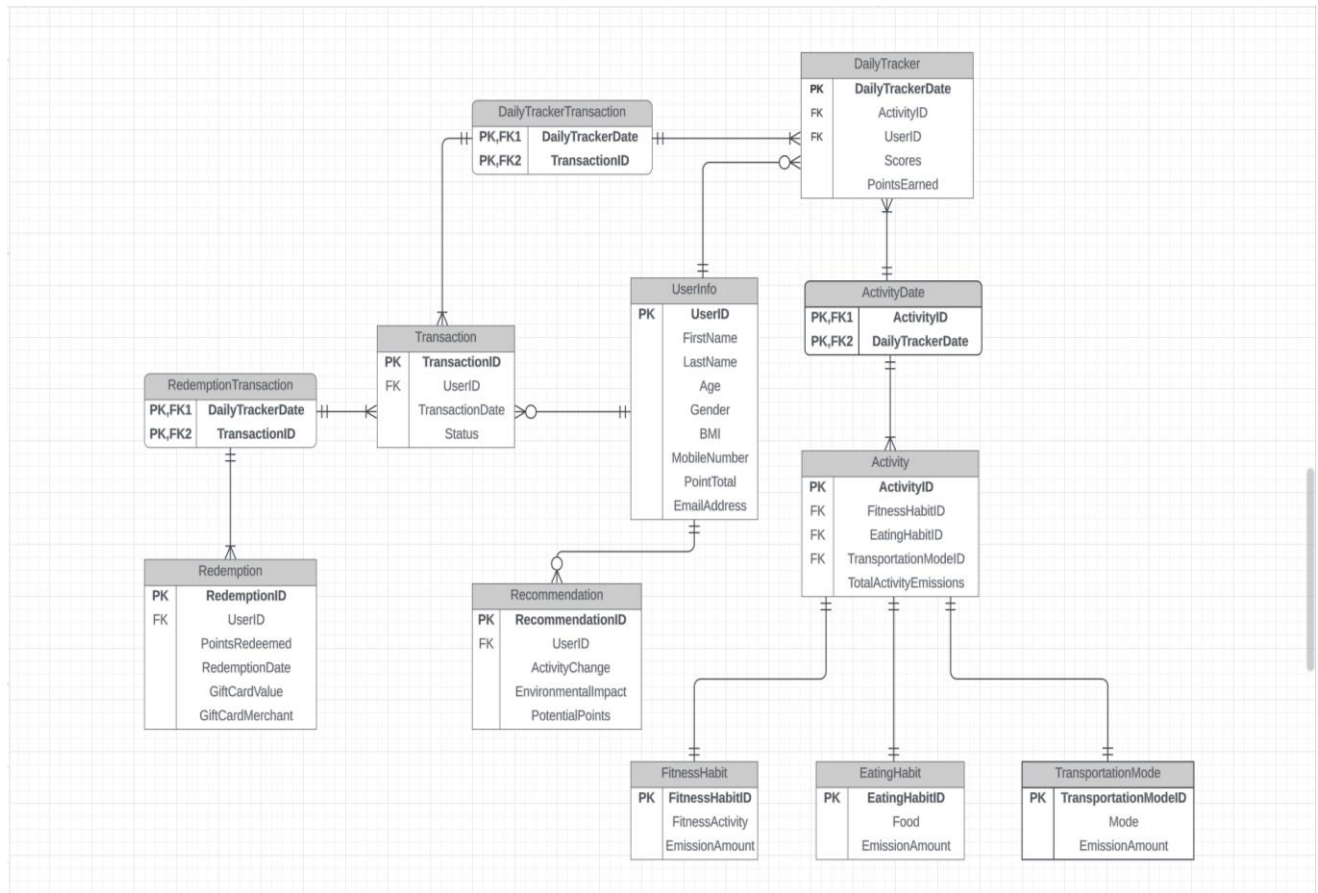 DailyTracker
PK DailyTrackerDate
FK ActivityID
FK UserID
Scores
PointsEarned
DailyTrackerTransaction
PK,FK1 DailyTrackerDate
PK,FK2 TransactionID
UserInfo
PK UserID
FirstName
LastName
Age
Gender
BMI
MobileNumber
PointTotal
EmailAddress
ActivityDate
PK,FK1 ActivityID
PK,FK2 DailyTrackerDate
Transaction
PK TransactionID
FK UserID
TransactionDate
Status
RedemptionTransaction
PK,FK1 DailyTrackerDate
PK,FK2 TransactionID
Activity
PK ActivityID
FK FitnessHabitID
FK EatingHabitID
FK TransportationModeID
TotalActivityEmissions
Redemption
PK RedemptionID
FK UserID
PointsRedeemed
RedemptionDate
GiftCardValue
GiftCardMerchant
Recommendation
PK RecommendationID
FK UserID
ActivityChange
EnvironmentalImpact
PotentialPoints
FitnessHabit
PK FitnessHabitID
FitnessActivity
EmissionAmount
EatingHabit
PK EatingHabitID
Food
EmissionAmount
TransportationMode
PK TransportationModeID
Mode
EmissionAmount